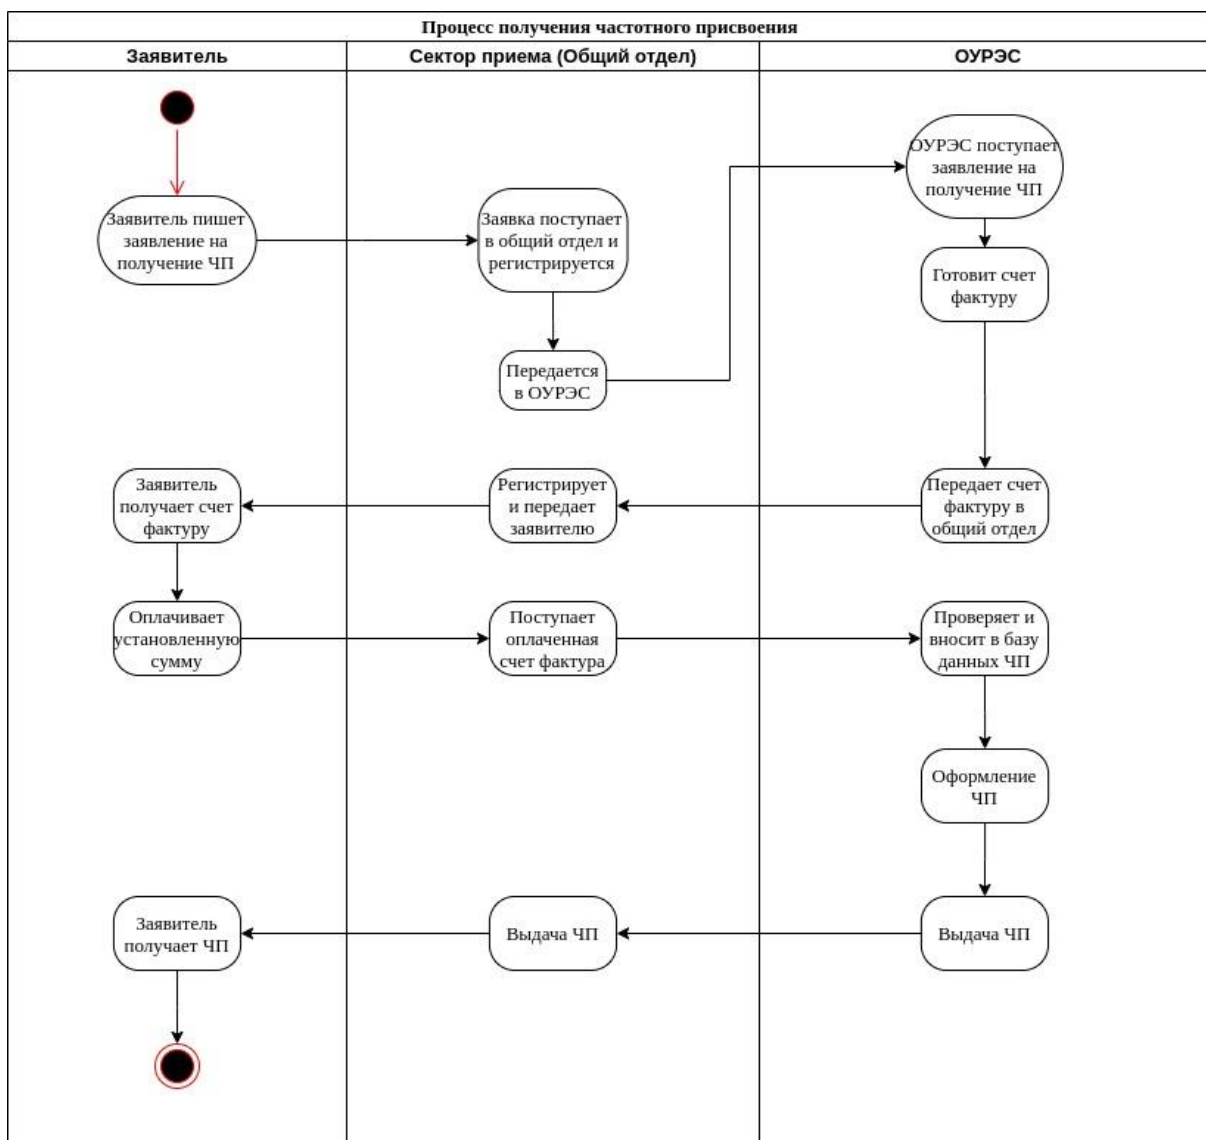 Процесс получения частотного присвоения
Заявитель
Сектор приема (Общий отдел)
ОУРЭС
Заявитель пишет
заявление на
получение ЧП
Заявка поступает
в общий отдел и
регистрируется
Передается
в ОУРЭС
ОУРЭС поступает
заявление на
получение ЧП
Готовит счет
фактуру
Передает счет
фактуру в
общий отдел
Регистрирует
и передает
заявителю
Заявитель
получает счет
фактуру
Оплачивает
установленную
сумму
Поступает
оплаченная
счет фактура
Проверяет и
вносит в базу
данных ЧП
Оформление
ЧП
Выдача ЧП
Выдача ЧП
Заявитель
получает ЧП